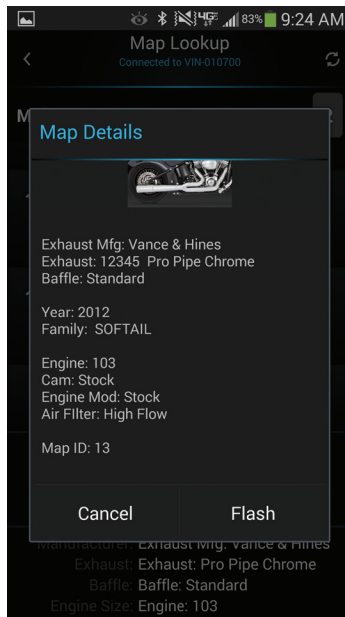 4G 83% 9:24 AM
Map Lookup
Connected to VIN-010700
M
Map Details
Exhaust Mfg: Vance & Hines
Exhaust: 12345  Pro Pipe Chrome
Baffle: Standard
Year: 2012
Family:  SOFTAIL
Engine: 103
Cam: Stock
Engine Mod: Stock
Air FIlter: High Flow
Map ID: 13
Cancel Flash
Manufacturer: Exhaust Mfg: Vance & Hines
Exhaust: Exhaust: Pro Pipe Chrome
Baffle: Baffle: Standard
Engine Size: Engine: 103